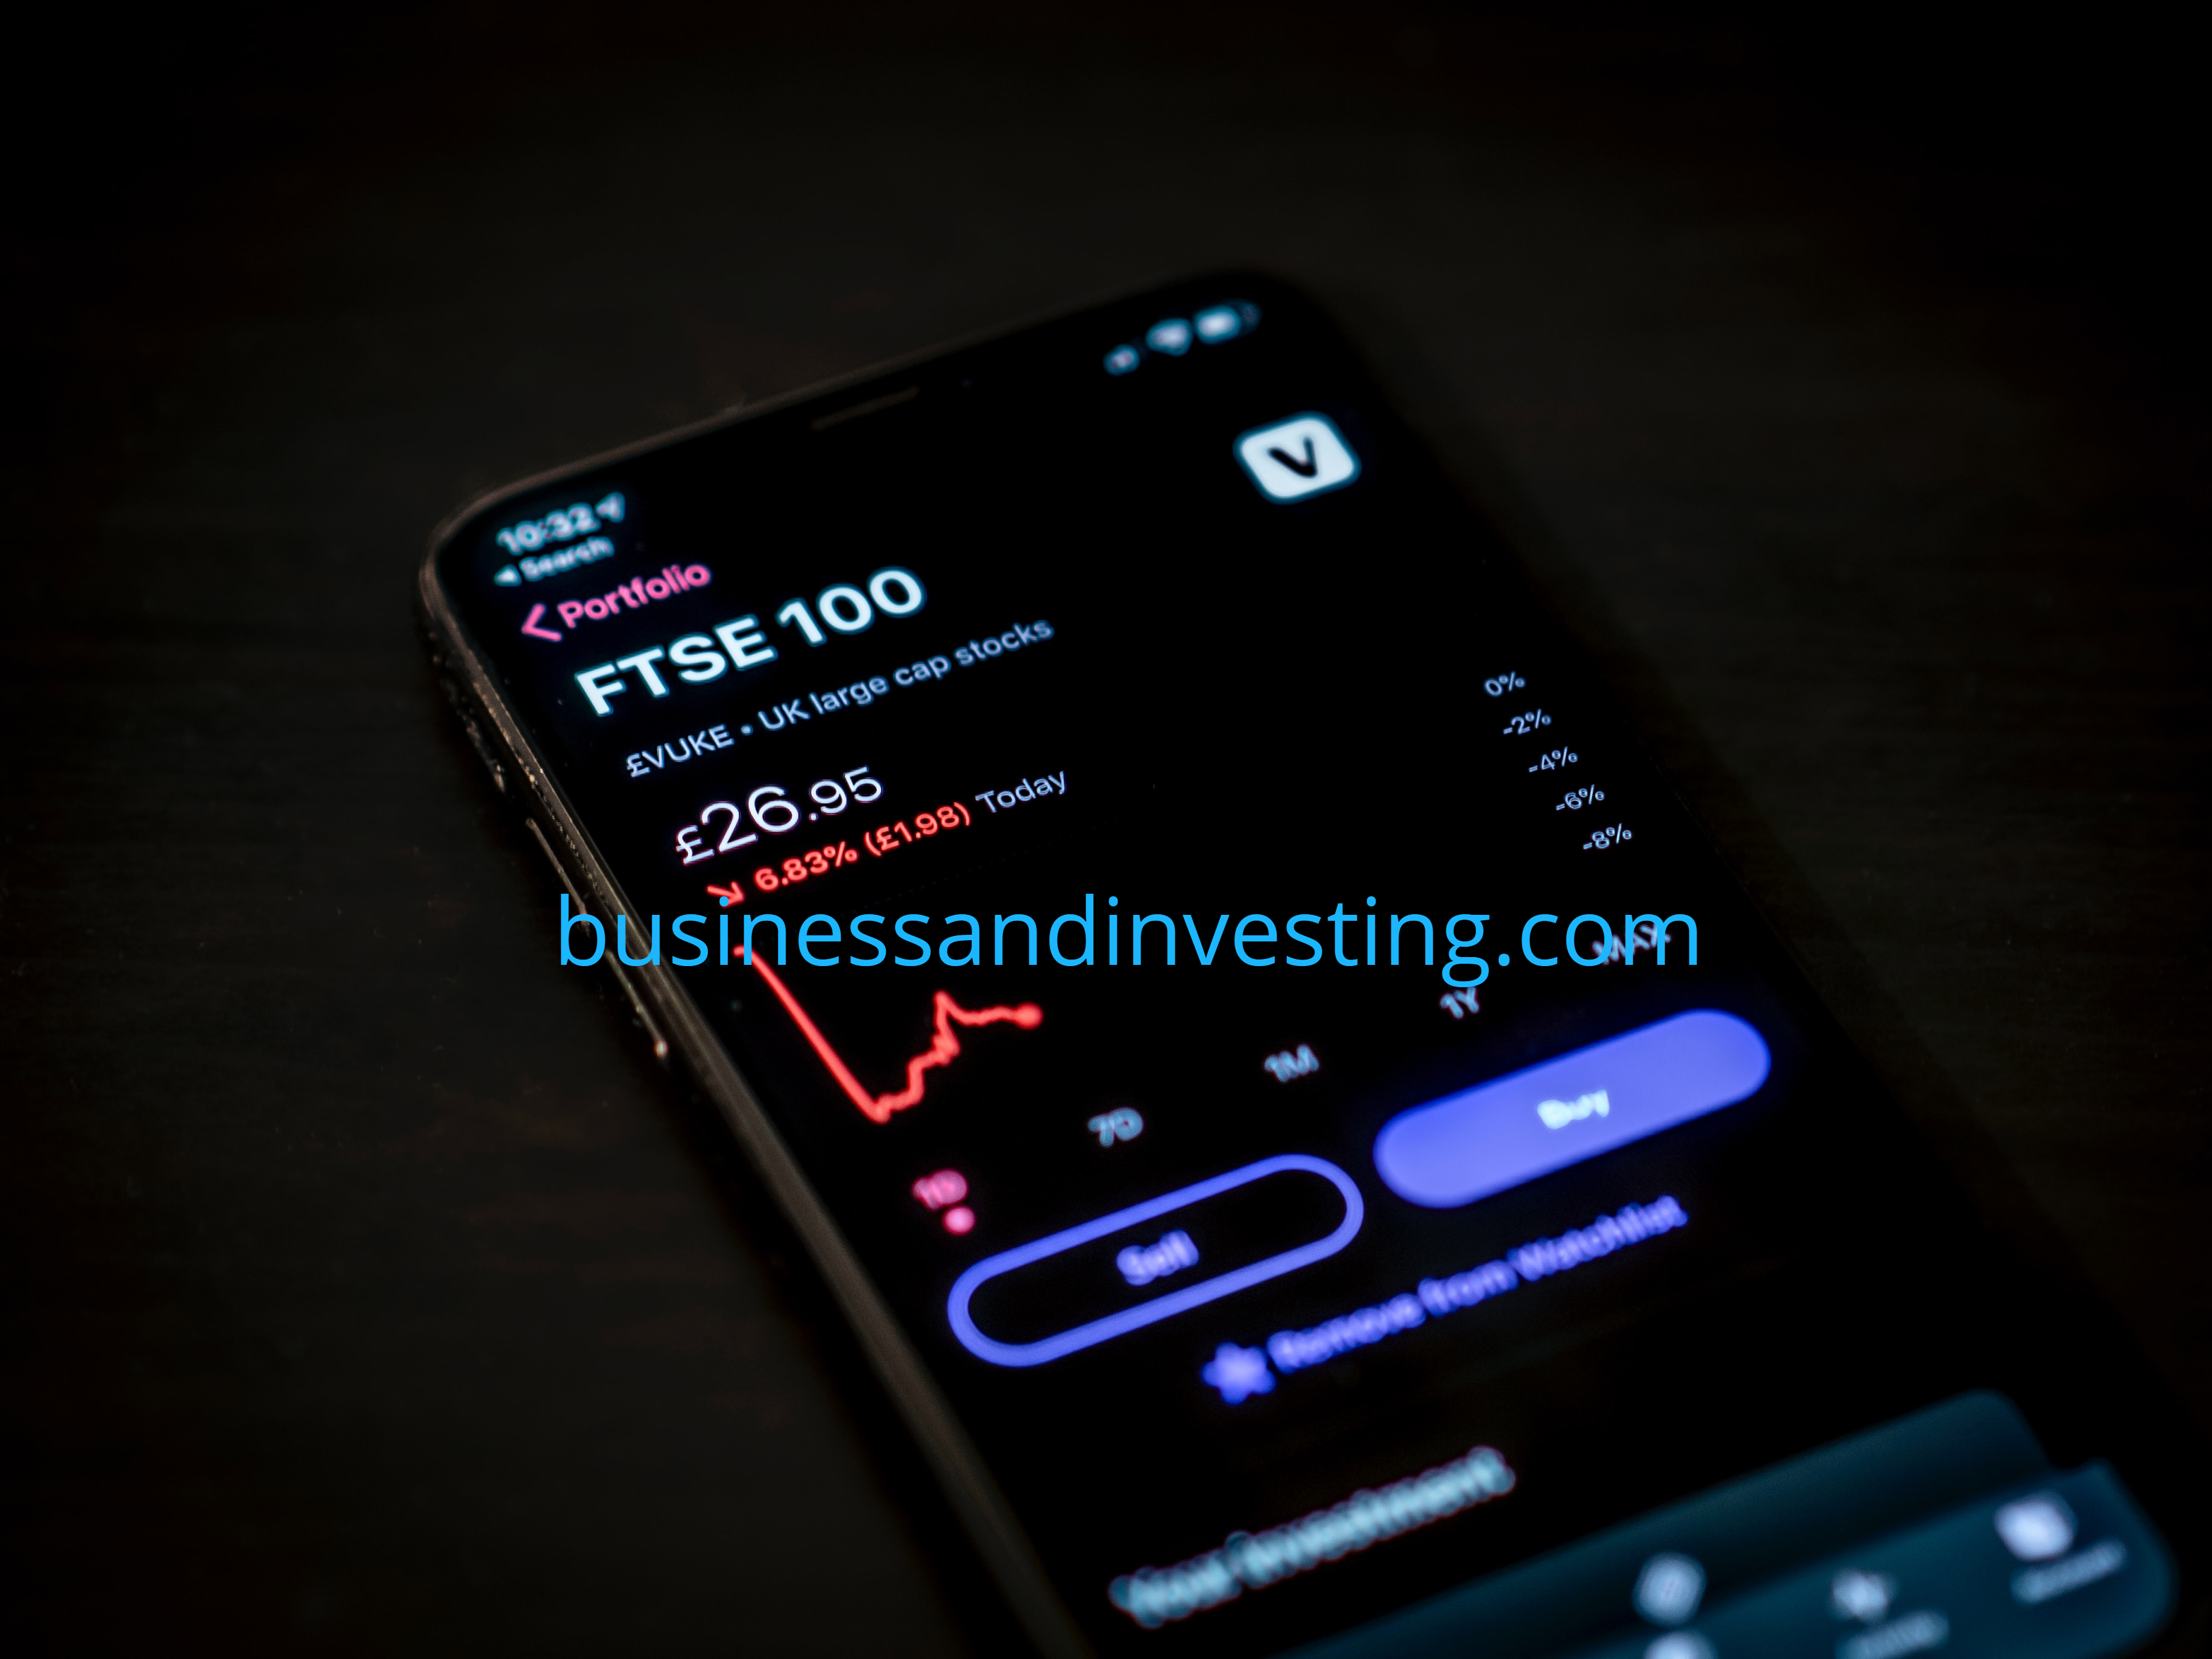 10:32
Search
Portfolio
FTSE 100
£VUKE • UK large cap stocks
£26.95
6.83% (£1.98) Today
V
0%
-2%
-4%
-6%
-8%
businessandinvesting.com
1D
7D
1M
1Y
MAX
Sell
Buy
Remove from Watchlist
Your Investment